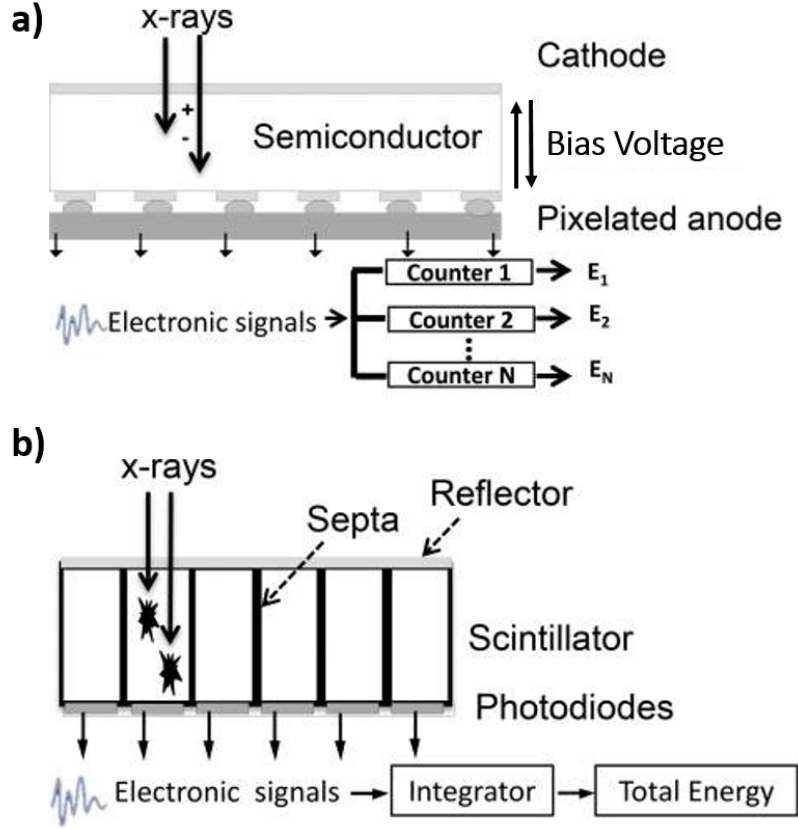 a)
x-rays
Cathode
+
-
Semiconductor
Bias Voltage
Pixelated anode
Counter 1
E₁
Electronic signals
Counter 2
E₂
Counter N
E_N
b)
x-rays
Reflector
Septa
Scintillator
Photodiodes
Electronic signals
Integrator
Total Energy